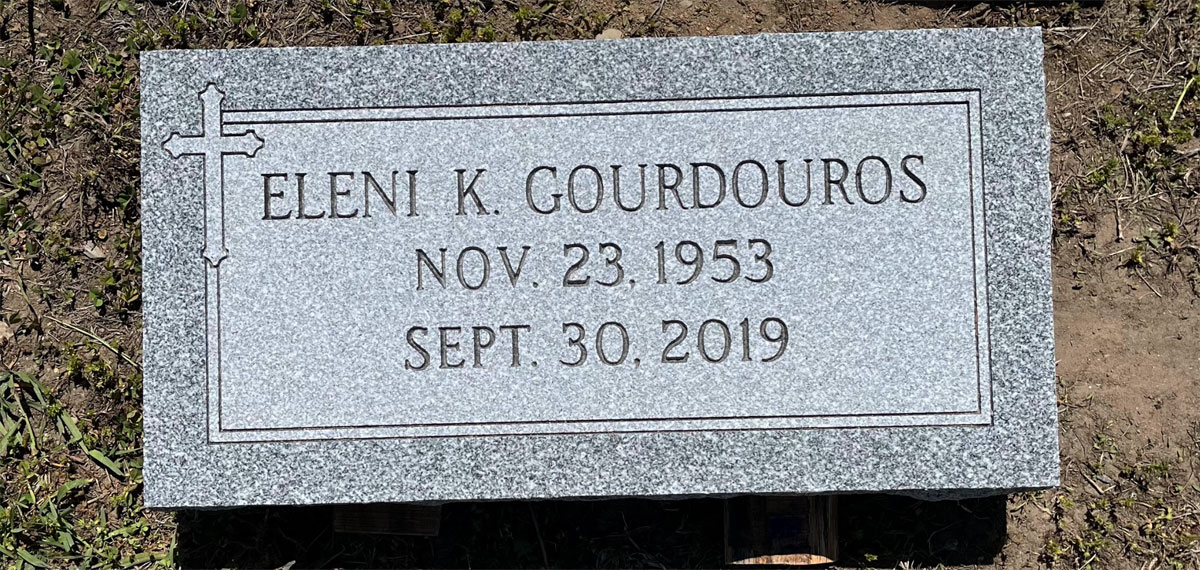 ELENI K. GOURDOUROS
NOV. 23, 1953
SEPT. 30, 2019